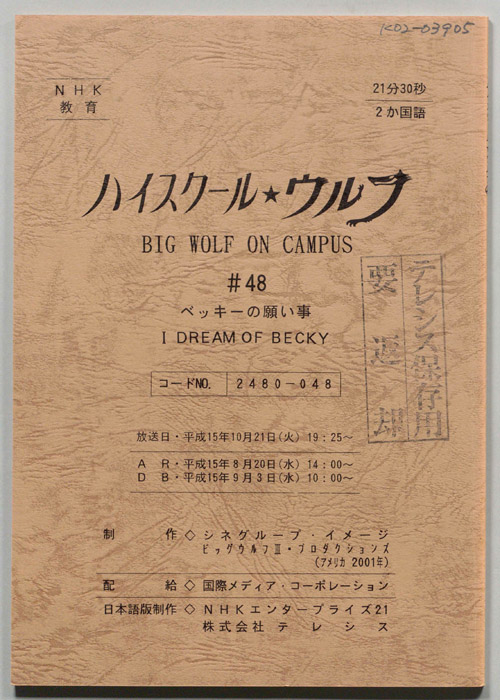 K02-03905
NHK
教育
21分30秒
2か国語
ハイスクール★ウルフ
BIG WOLF ON CAMPUS
#48
ベッキーの願い事
I DREAM OF BECKY
コードNO. 2480-048
テレシス保存用
要返却
放送日・平成15年10月21日(火) 19:25~
A R・平成15年8月20日(水) 14:00~
D B・平成15年9月3日(水) 10:00~
制作◇シネグループ・イメージ
ビッグウルフⅢ・プロダクションズ
(アメリカ 2001年)
配給◇国際メディア・コーポレーション
日本語版制作◇NHKエンタープライズ21
株式会社テレシス